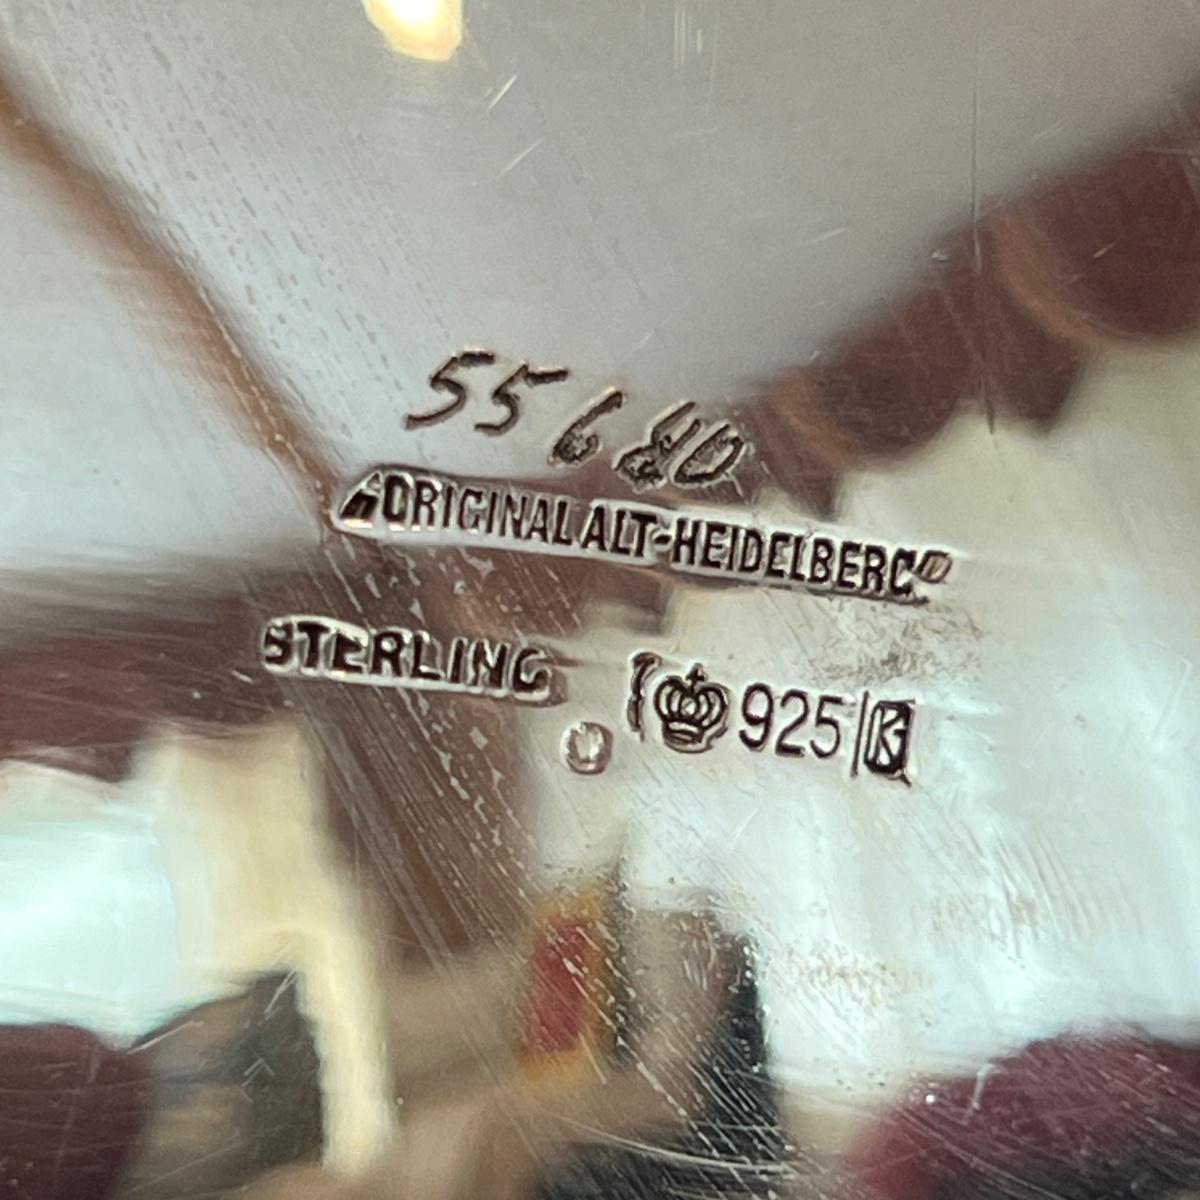 55680
"ORIGINAL ALT-HEIDELBERG"
STERLING 925 K